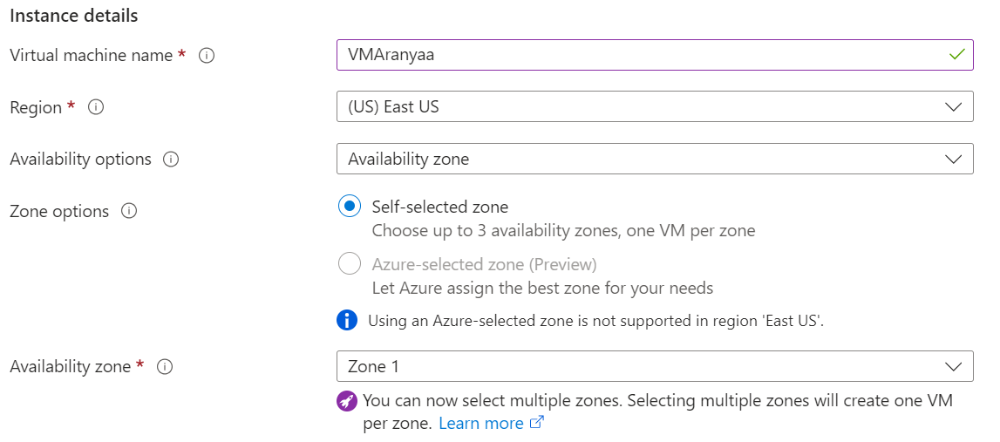 Instance details
Virtual machine name *
VMAranyaa
Region *
(US) East US
Availability options
Availability zone
Zone options
Self-selected zone
Choose up to 3 availability zones, one VM per zone
Azure-selected zone (Preview)
Let Azure assign the best zone for your needs
Using an Azure-selected zone is not supported in region 'East US'.
Availability zone *
Zone 1
You can now select multiple zones. Selecting multiple zones will create one VM
per zone. Learn more